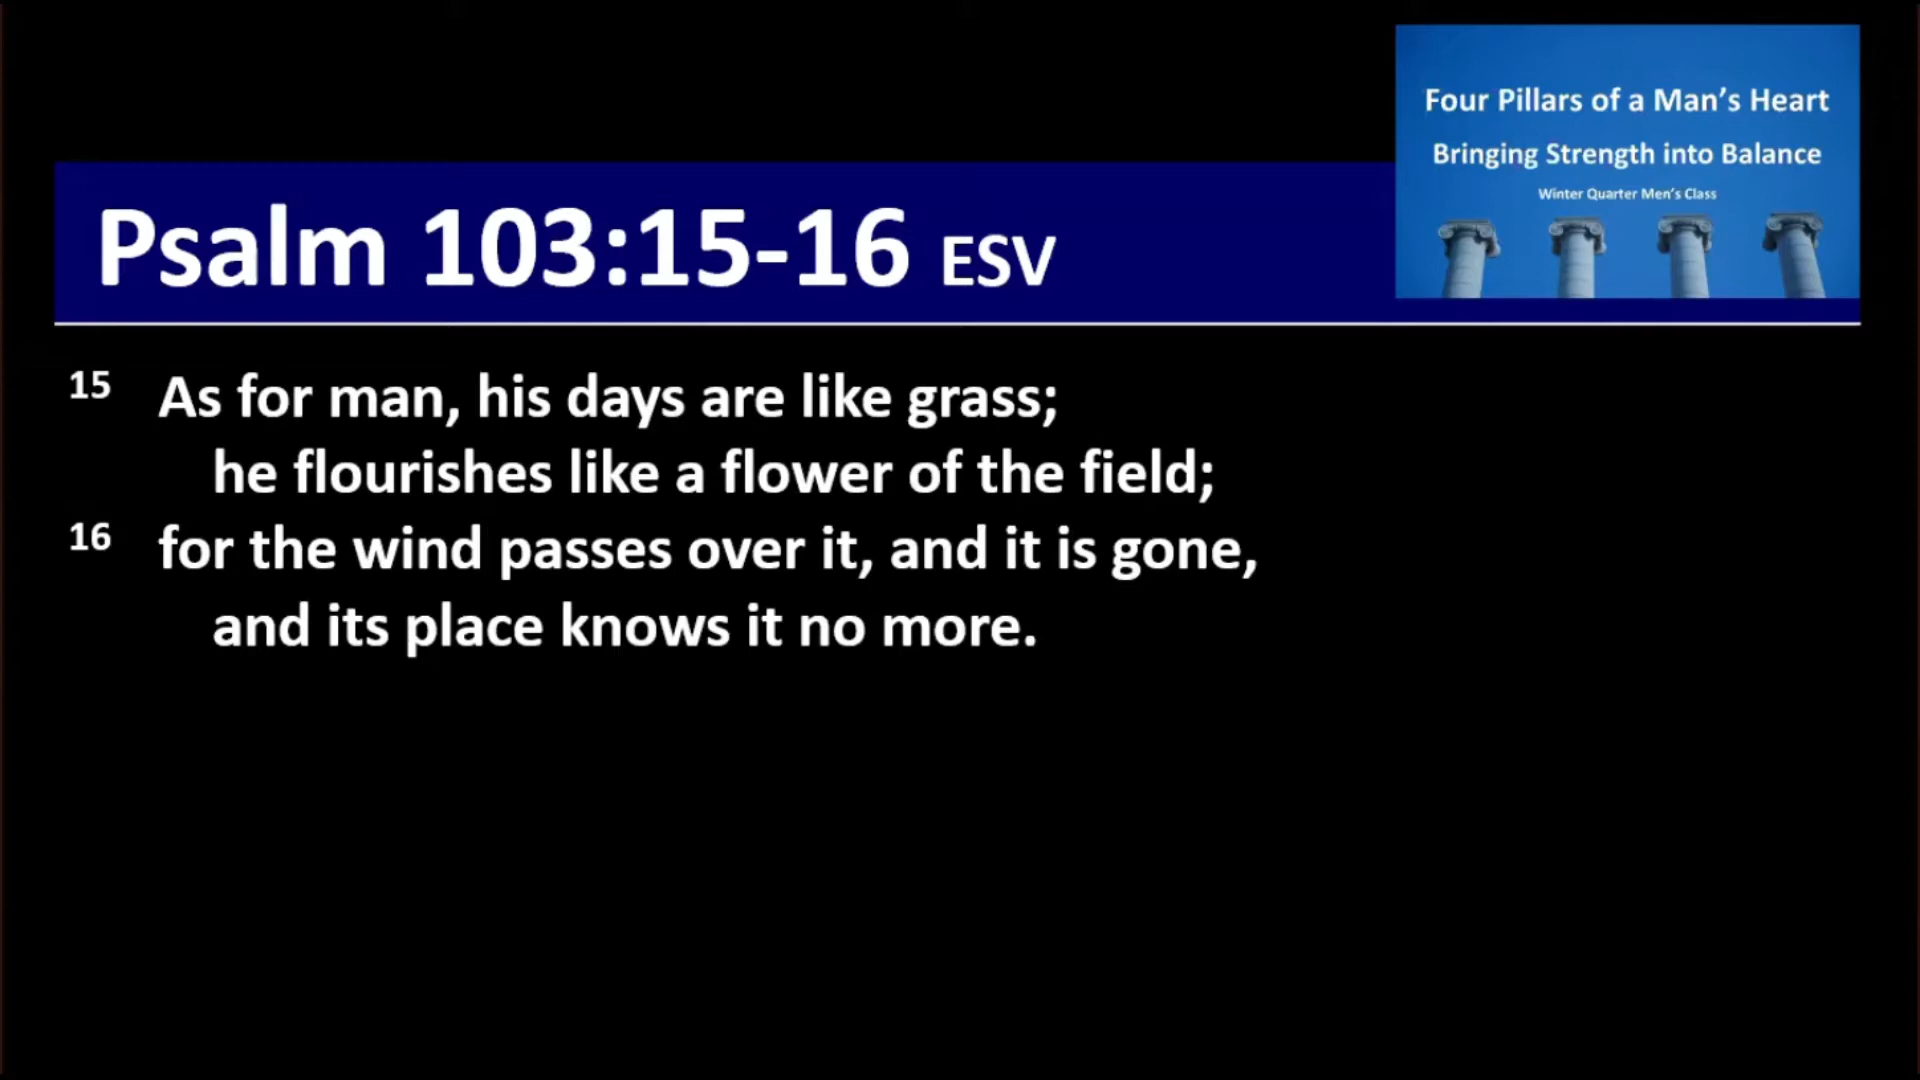 Four Pillars of a Man’s Heart
Bringing Strength into Balance
Winter Quarter Men’s Class
Psalm 103:15-16 ESV
15 As for man, his days are like grass;
he flourishes like a flower of the field;
16 for the wind passes over it, and it is gone,
and its place knows it no more.